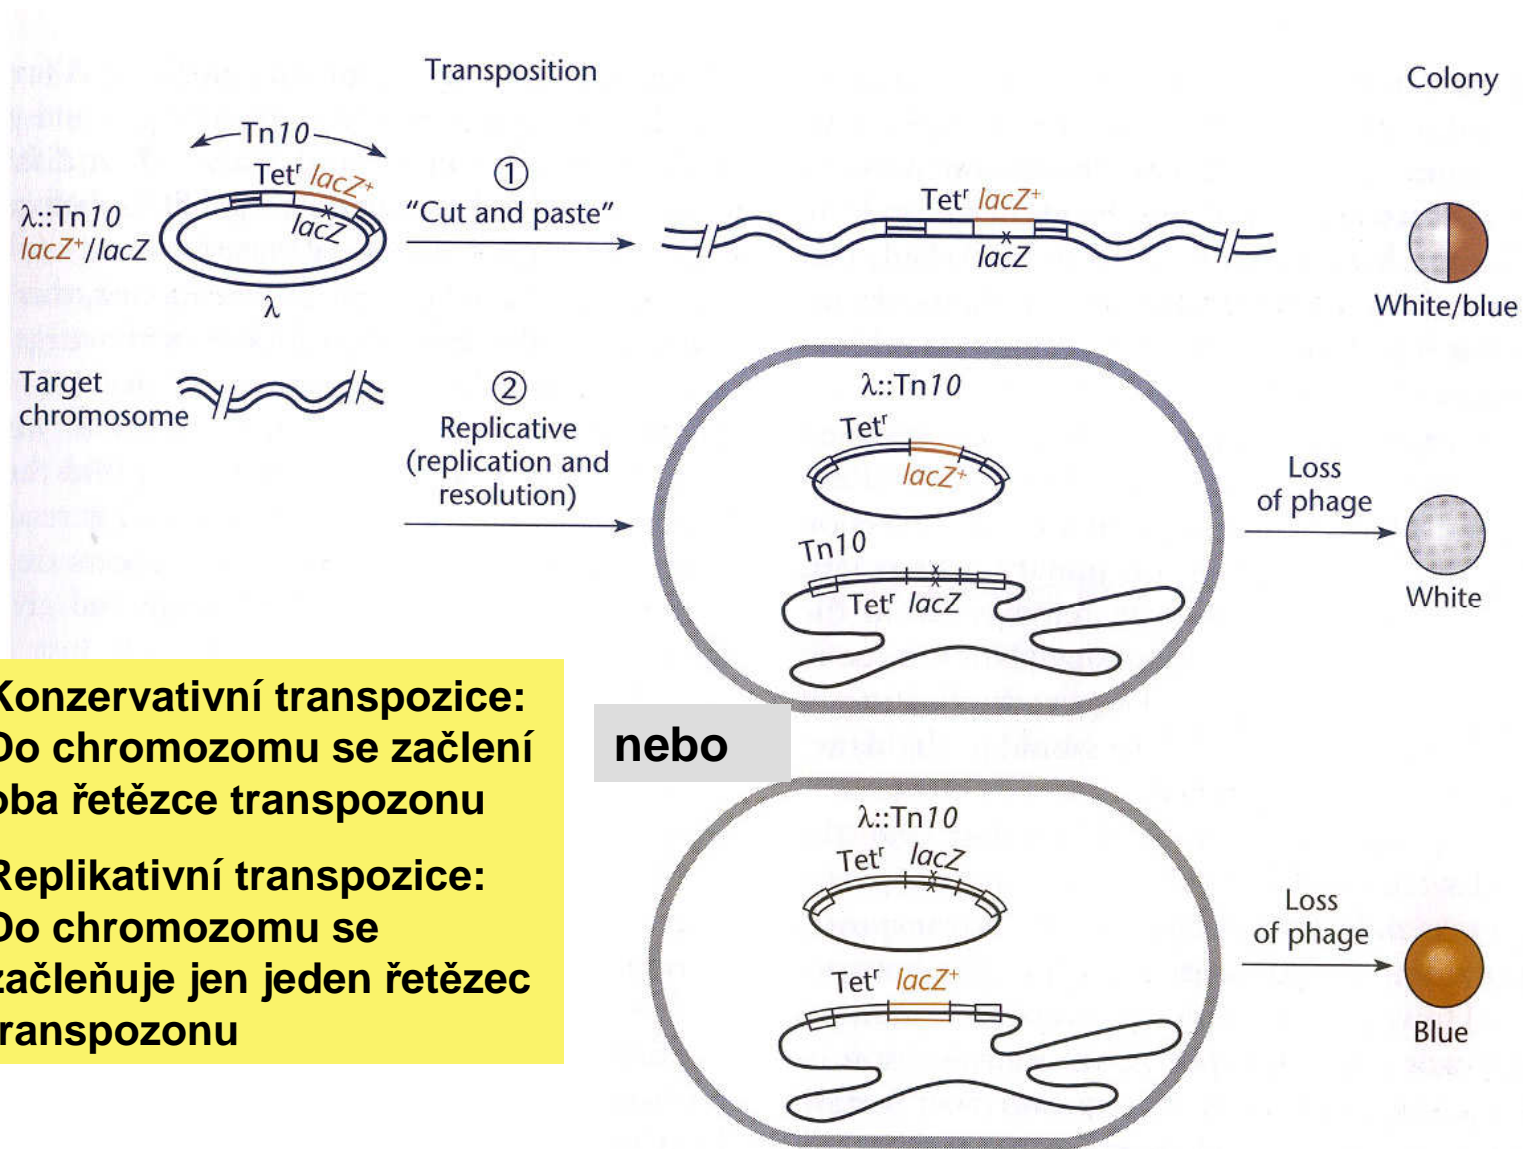 Transposition
Colony
Tn10
Tetʳ lacZ⁺
lacZ
λ::Tn10
lacZ⁺/lacZ
λ
①
“Cut and paste”
Tetʳ lacZ⁺
lacZ
White/blue
Target
chromosome
②
Replicative
(replication and
resolution)
λ::Tn10
Tetʳ
lacZ⁺
Tn10
Tetʳ lacZ
Loss
of phage
White
Konzervativní transpozice:
Do chromozomu se začlení
oba řetězce transpozonu
Replikativní transpozice:
Do chromozomu se
začleňuje jen jeden řetězec
transpozonu
nebo
λ::Tn10
Tetʳ lacZ
Tetʳ lacZ⁺
Loss
of phage
Blue